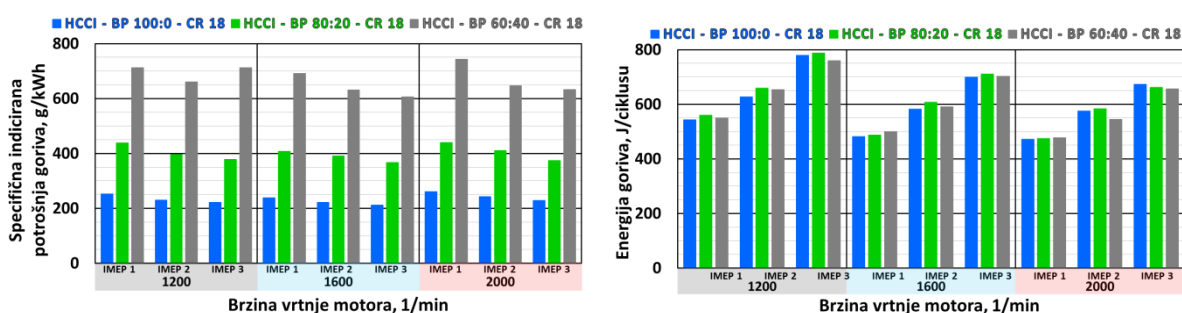 HCCI - BP 100:0 - CR 18 HCCI - BP 80:20 - CR 18 HCCI - BP 60:40 - CR 18
800
600
400
200
0
Specifična indicirana
potrošnja goriva, g/kWh
IMEP 1 IMEP 2 IMEP 3 IMEP 1 IMEP 2 IMEP 3 IMEP 1 IMEP 2 IMEP 3
1200 1600 2000
Brzina vrtnje motora, 1/min
HCCI - BP 100:0 - CR 18 HCCI - BP 80:20 - CR 18 HCCI - BP 60:40 - CR 18
800
600
400
200
0
Energija goriva, J/ciklusu
IMEP 1 IMEP 2 IMEP 3 IMEP 1 IMEP 2 IMEP 3 IMEP 1 IMEP 2 IMEP 3
1200 1600 2000
Brzina vrtnje motora, 1/min